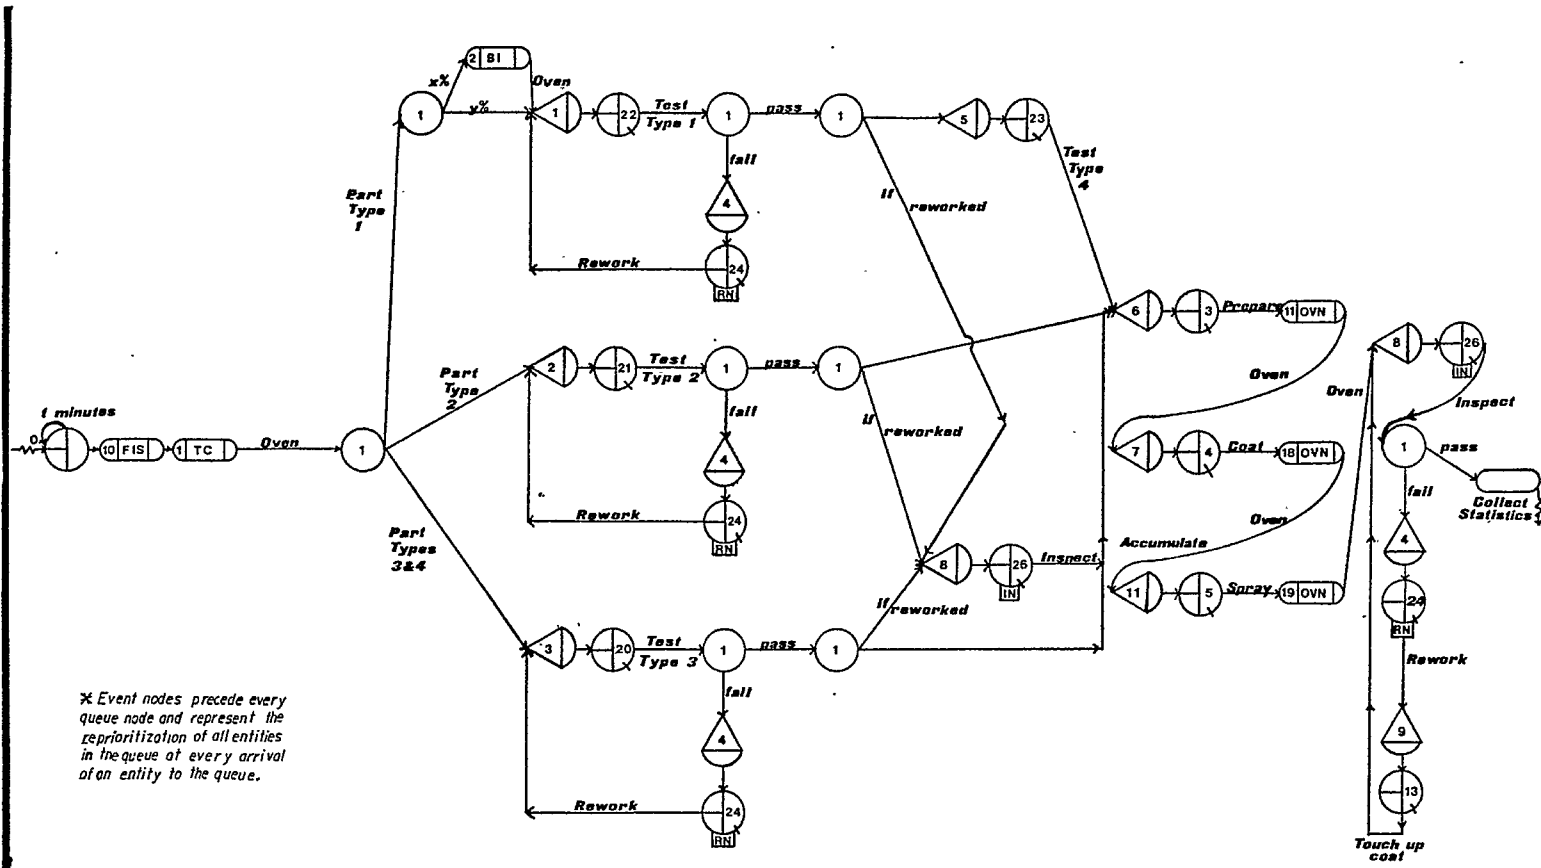 2 BI
x%
Oven
y%
1
1
22
Test
Type 1
1
pass
1
5
23
Test
Type
4
fail
4
Part
Type
1
if
reworked
Rework
24
RN
6
3
Prepare
11 OVN
8
26
IN
Part
Type
2
2
21
Test
Type 2
1
pass
1
Oven
Oven
Inspect
t minutes
0
10 FIS
1 TC
Oven
1
fail
4
if
reworked
7
4
Coat
18 OVN
1
pass
fail
Collect
Statistics
Rework
24
RN
Part
Types
3&4
Oven
Accumulate
4
8
26
IN
Inspect
if
reworked
11
5
Spray
19 OVN
24
RN
3
20
Test
Type 3
1
pass
1
Rework
fail
4
9
* Event nodes precede every
queue node and represent the
reprioritization of all entities
in the queue at every arrival
of an entity to the queue.
Rework
24
RN
13
Touch up
coat